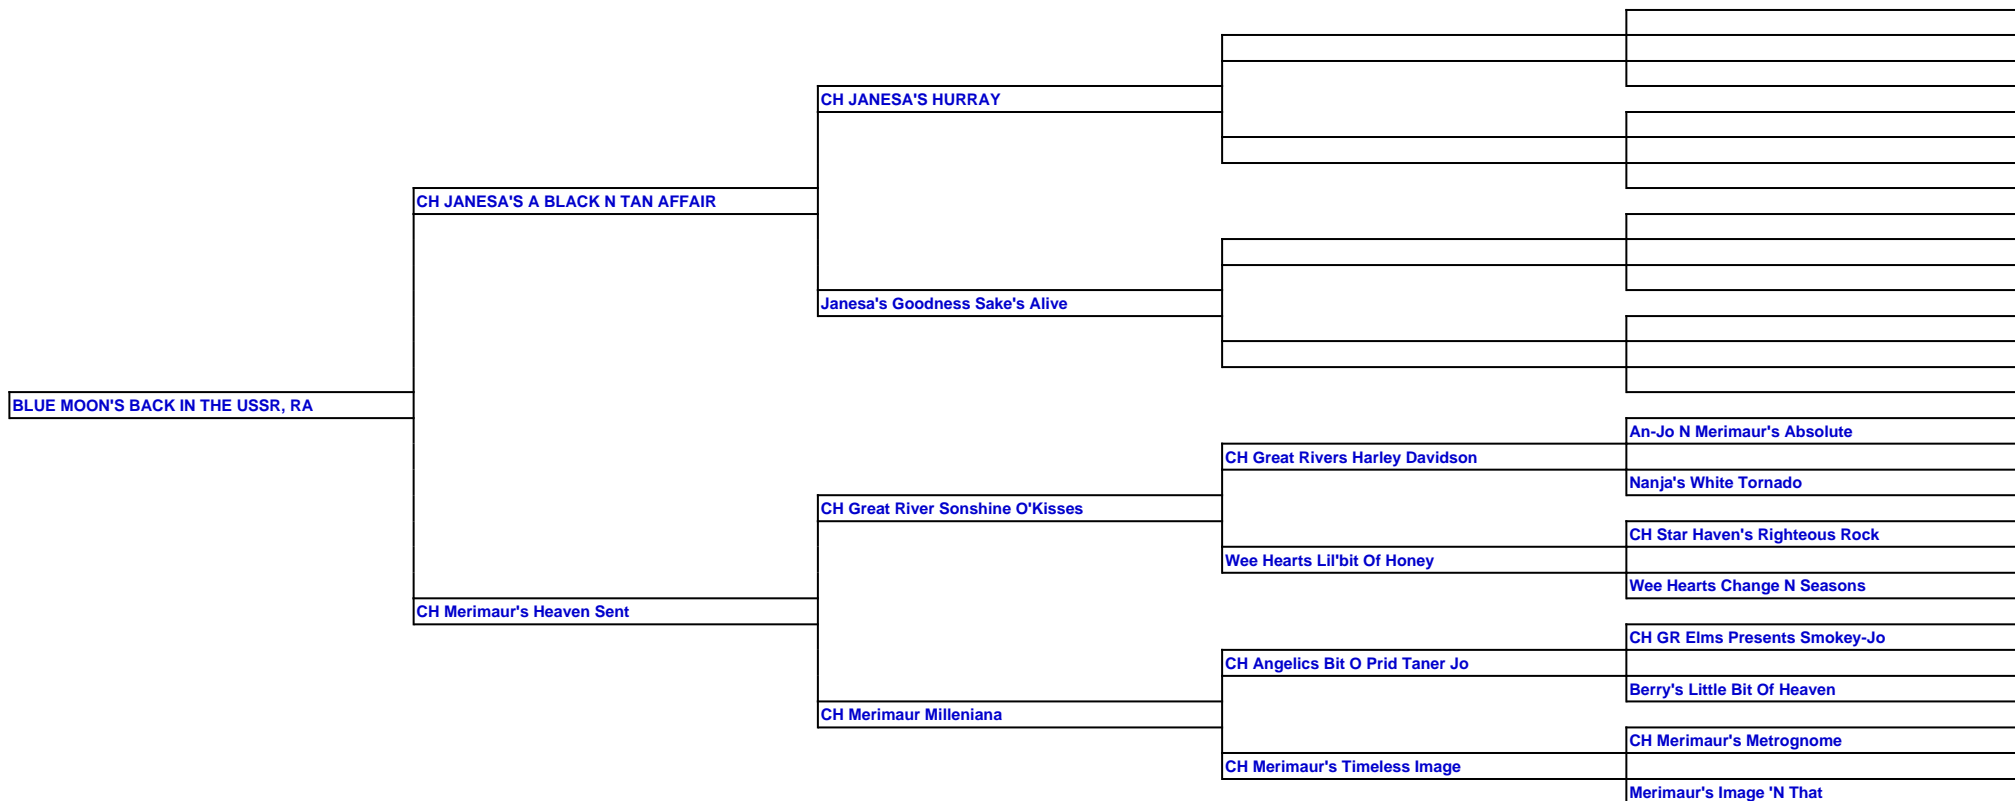 CH JANESA'S HURRAY
CH JANESA'S A BLACK N TAN AFFAIR
Janesa's Goodness Sake's Alive
BLUE MOON'S BACK IN THE USSR, RA
An-Jo N Merimaur's Absolute
CH Great Rivers Harley Davidson
Nanja's White Tornado
CH Great River Sonshine O'Kisses
CH Star Haven's Righteous Rock
Wee Hearts Lil'bit Of Honey
Wee Hearts Change N Seasons
CH Merimaur's Heaven Sent
CH GR Elms Presents Smokey-Jo
CH Angelics Bit O Prid Taner Jo
Berry's Little Bit Of Heaven
CH Merimaur Milleniana
CH Merimaur's Metrognome
CH Merimaur's Timeless Image
Merimaur's Image 'N That